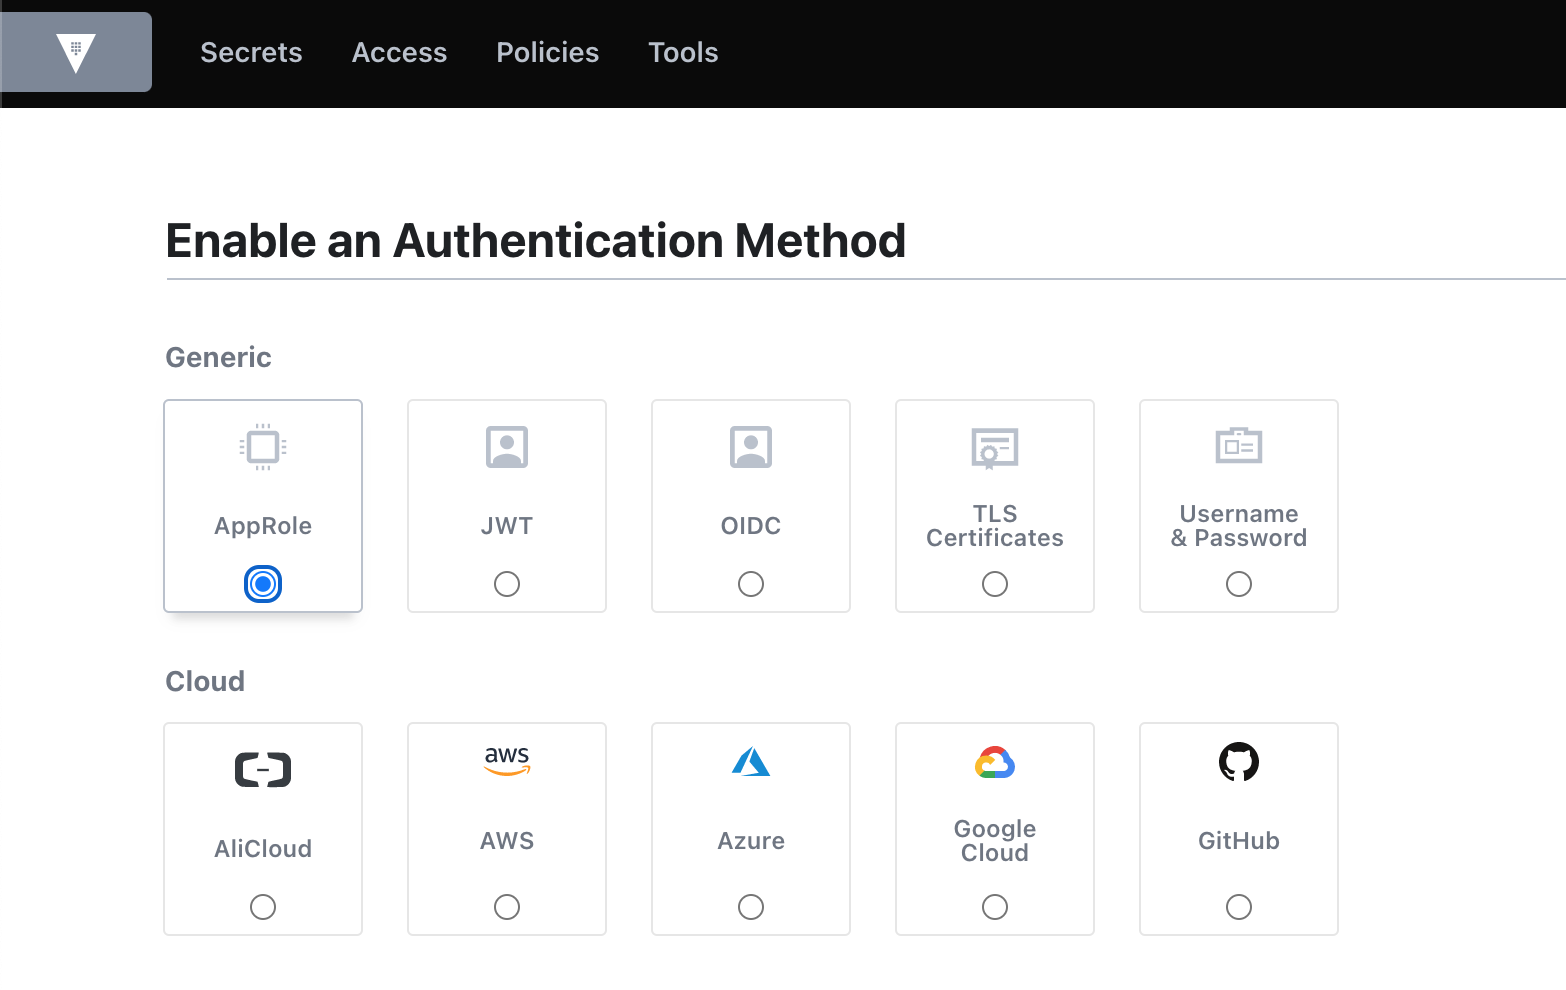 Secrets Access Policies Tools
Enable an Authentication Method
Generic
AppRole
JWT
OIDC
TLS
Certificates
Username
& Password
Cloud
AliCloud
aws
AWS
Azure
Google
Cloud
GitHub